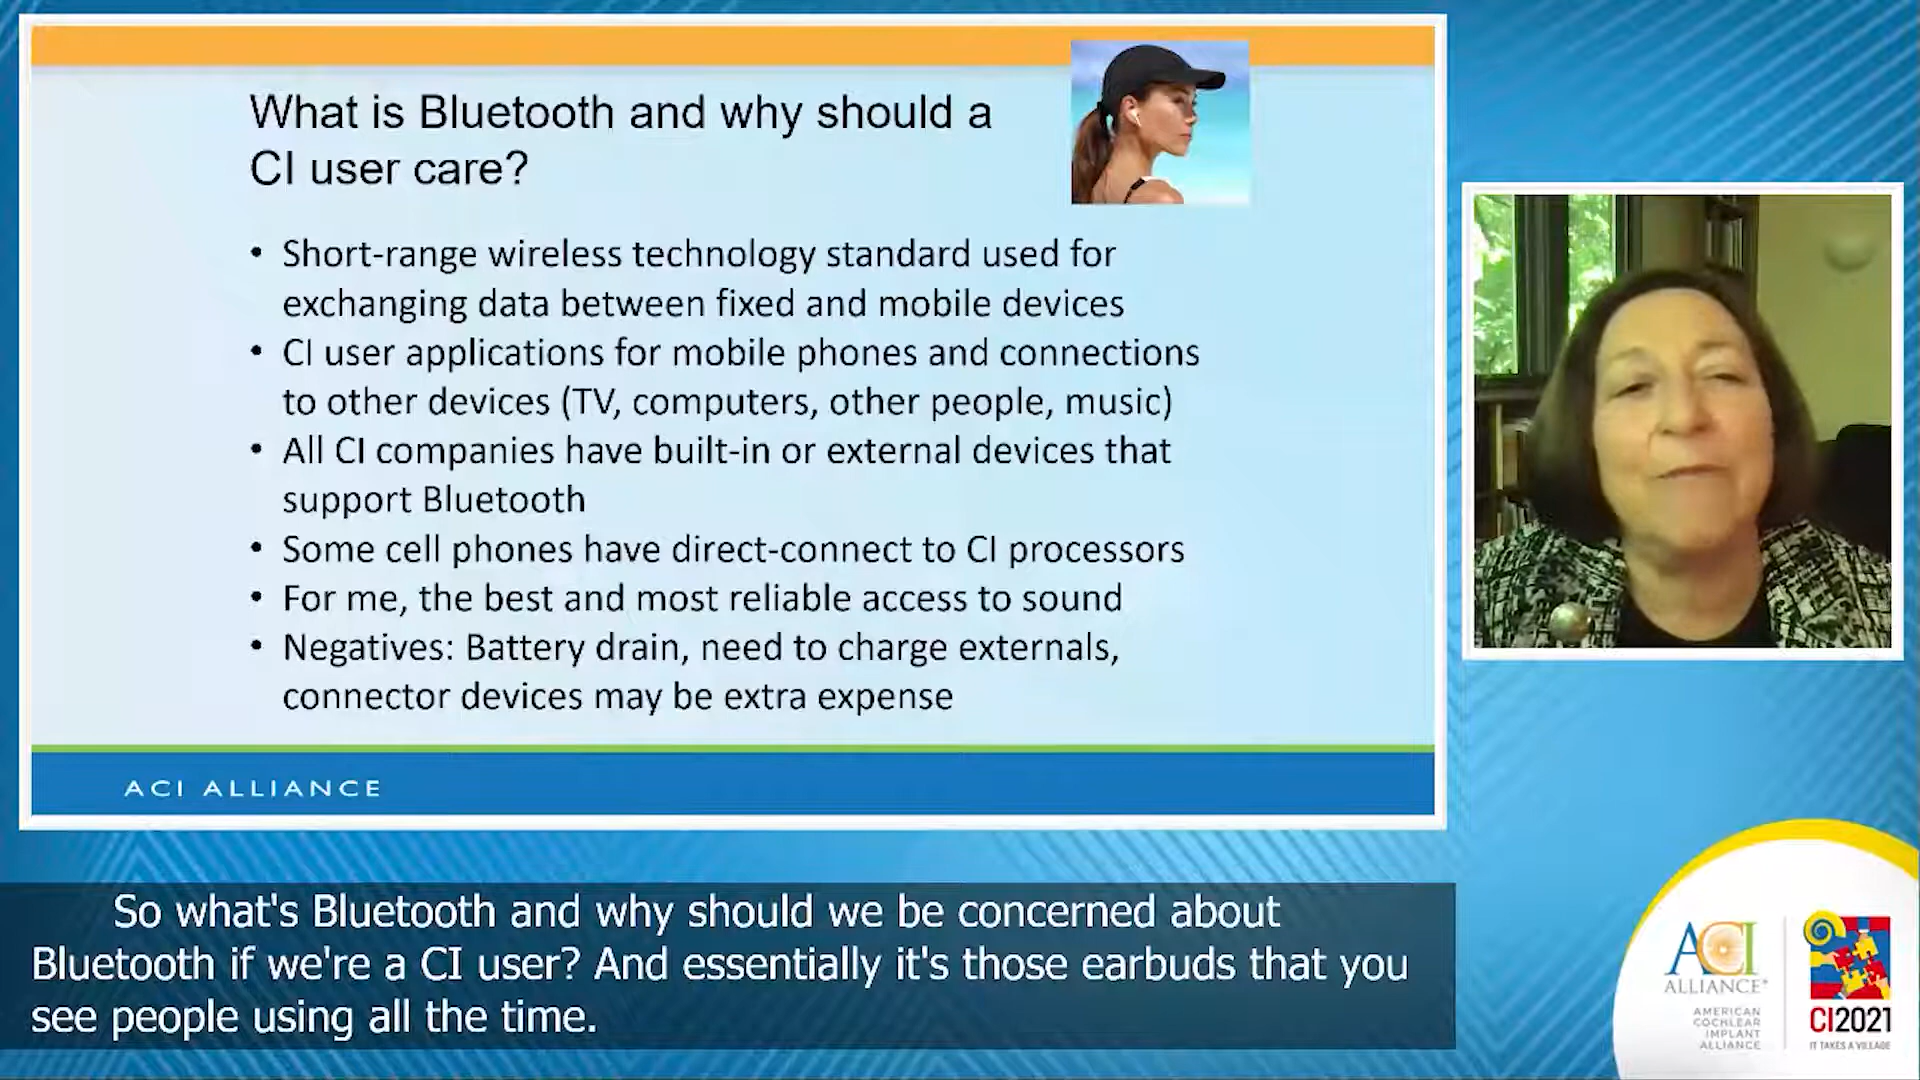 What is Bluetooth and why should a
CI user care?
• Short-range wireless technology standard used for
exchanging data between fixed and mobile devices
• CI user applications for mobile phones and connections
to other devices (TV, computers, other people, music)
• All CI companies have built-in or external devices that
support Bluetooth
• Some cell phones have direct-connect to CI processors
• For me, the best and most reliable access to sound
• Negatives: Battery drain, need to charge externals,
connector devices may be extra expense
ACI ALLIANCE
So what's Bluetooth and why should we be concerned about
Bluetooth if we're a CI user? And essentially it's those earbuds that you
see people using all the time.
ACI
ALLIANCE®
AMERICAN
COCHLEAR
IMPLANT
ALLIANCE
CI2021
IT TAKES A VILLAGE